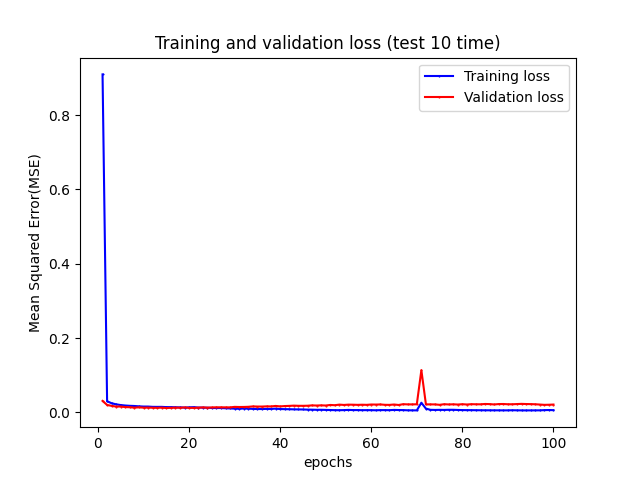 Training and validation loss (test 10 time)
Training loss
Validation loss
Mean Squared Error(MSE)
0.8
0.6
0.4
0.2
0.0
0
20
40
60
80
100
epochs